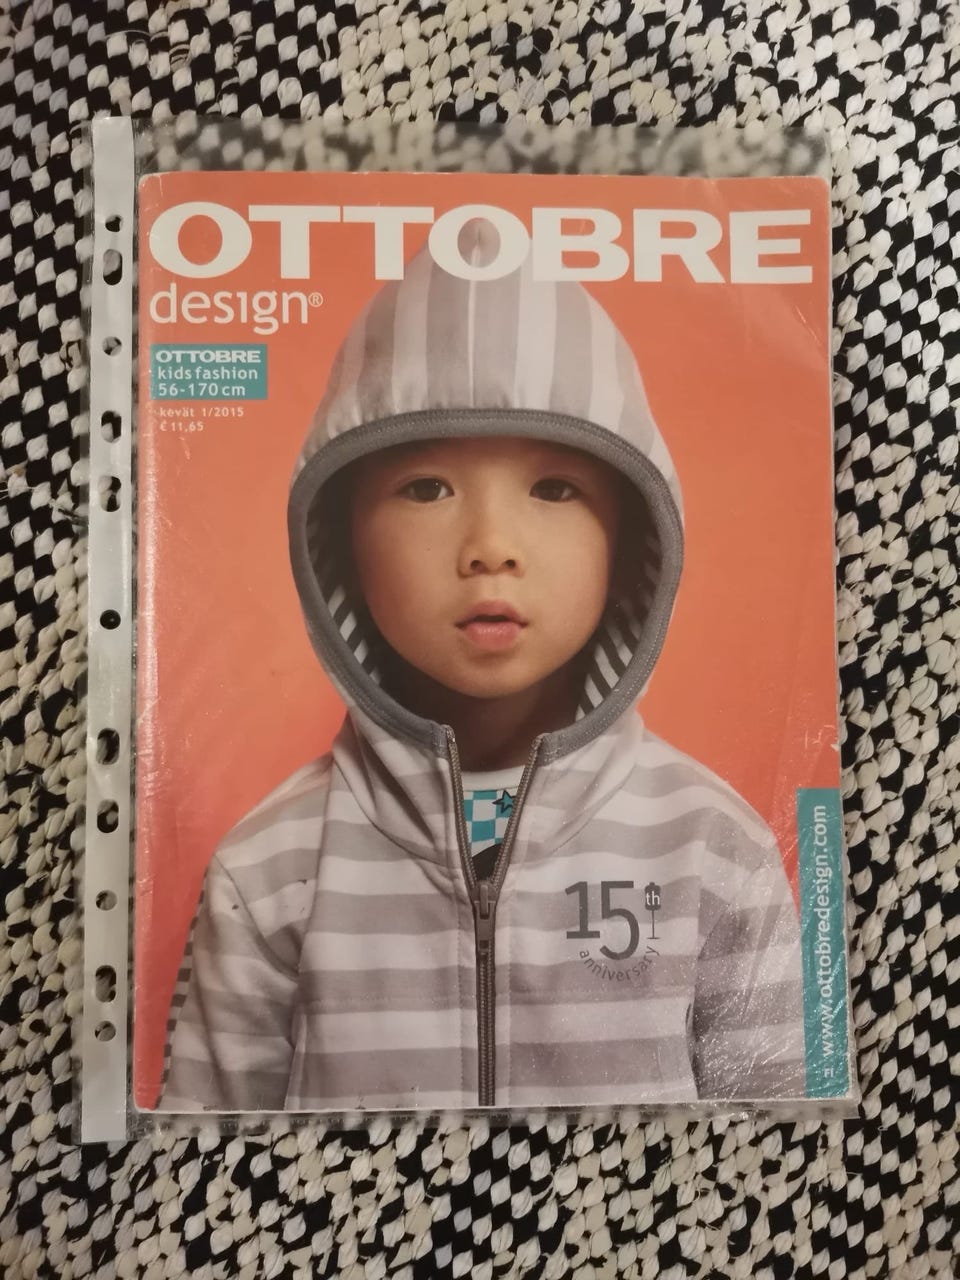 OTTOBRE
design®
OTTOBRE
kids fashion
56-170 cm
kevät 1/2015
€ 11,65
15th
anniversary
FI www.ottobredesign.com